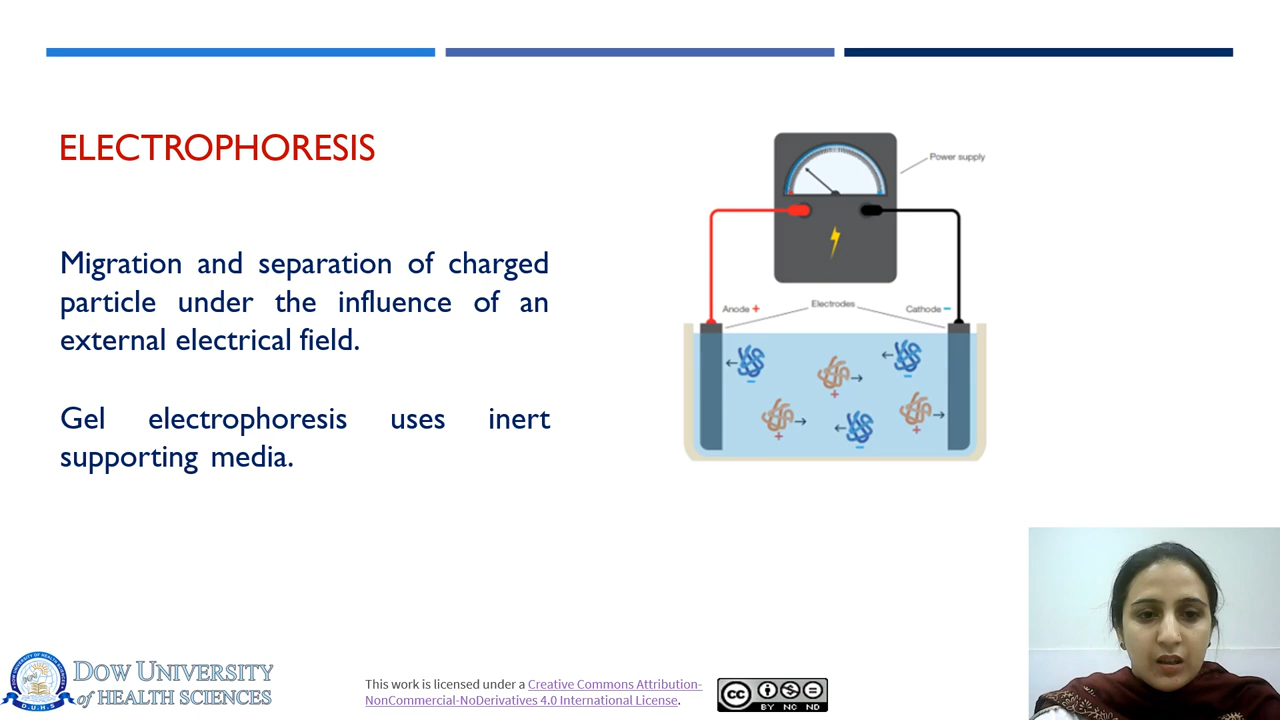 ELECTROPHORESIS
Migration and separation of charged
particle under the influence of an
external electrical field.
Gel electrophoresis uses inert
supporting media.
Power supply
Anode +
Electrodes
Cathode −
DOW UNIVERSITY
of HEALTH SCIENCES
This work is licensed under a Creative Commons Attribution-
NonCommercial-NoDerivatives 4.0 International License.
cc
BY NC ND